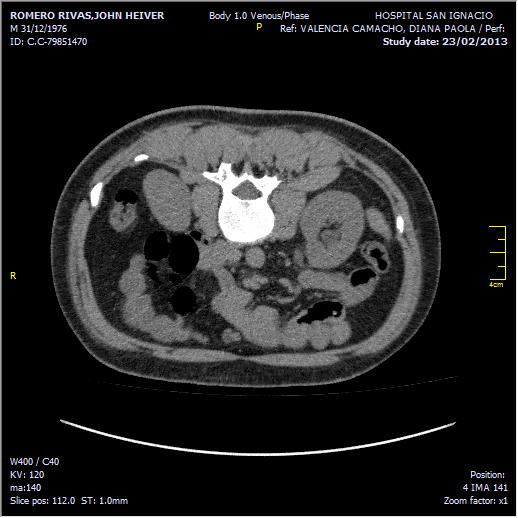 ROMERO RIVAS,JOHN HEIVER
M 31/12/1976
ID: C.C-79851470
Body 1.0 Venous/Phase
P
HOSPITAL SAN IGNACIO
Ref: VALENCIA CAMACHO, DIANA PAOLA / Perf:
Study date: 23/02/2013
R
4cm
W400 / C40
KV: 120
ma:140
Slice pos: 112.0 ST: 1.0mm
Position:
4 IMA 141
Zoom factor: x1